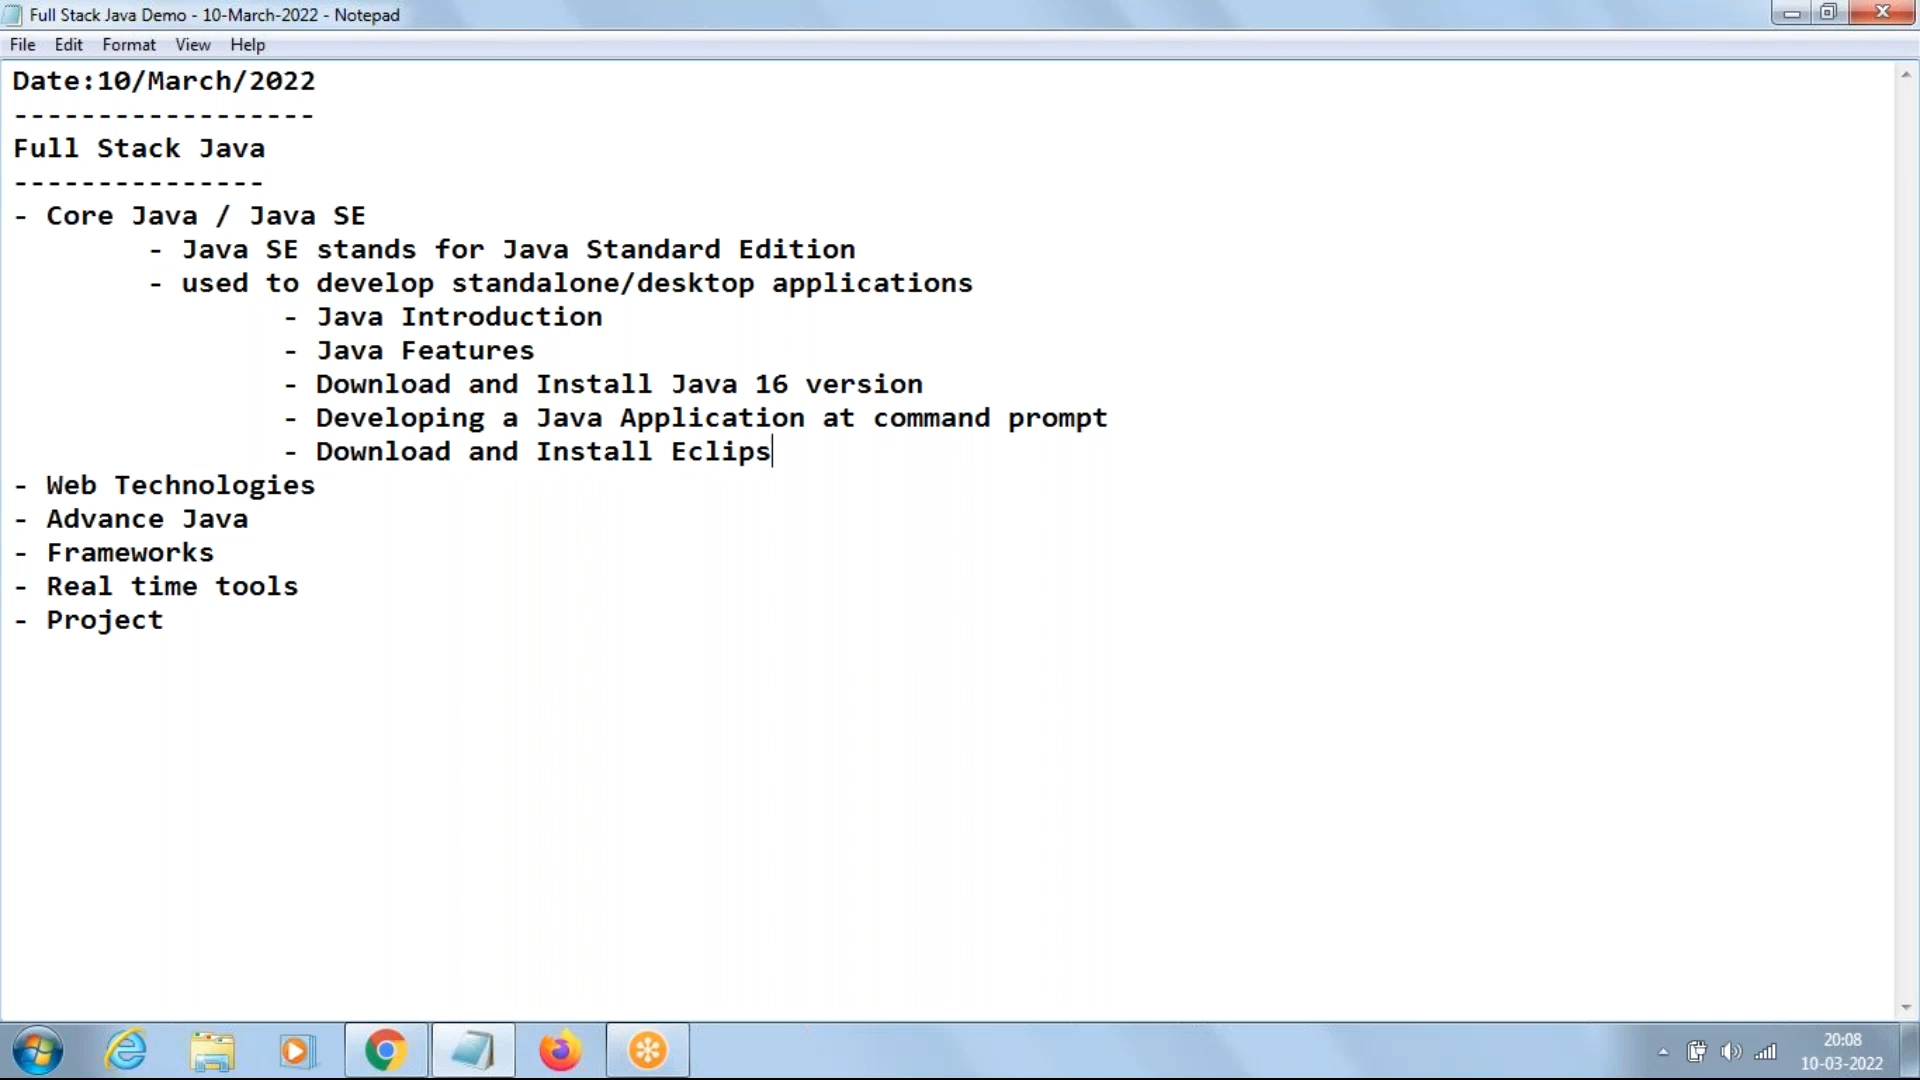 Full Stack Java Demo - 10-March-2022 - Notepad
File Edit Format View Help
Date:10/March/2022
------------------
Full Stack Java
---------------
- Core Java / Java SE
- Java SE stands for Java Standard Edition
- used to develop standalone/desktop applications
- Java Introduction
- Java Features
- Download and Install Java 16 version
- Developing a Java Application at command prompt
- Download and Install Eclips
- Web Technologies
- Advance Java
- Frameworks
- Real time tools
- Project
20:08
10-03-2022